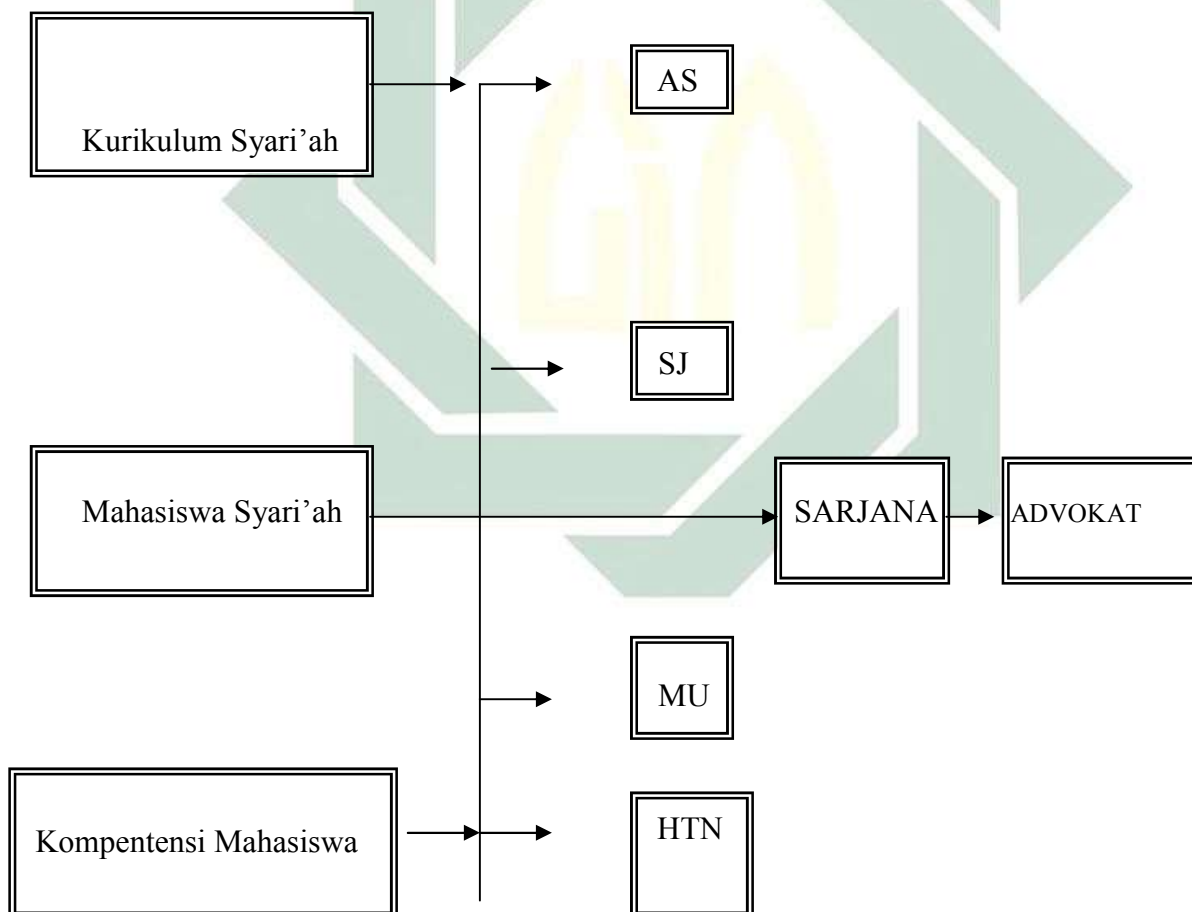 AS
Kurikulum Syari’ah
SJ
Mahasiswa Syari’ah
SARJANA
ADVOKAT
MU
HTN
Kompentensi Mahasiswa